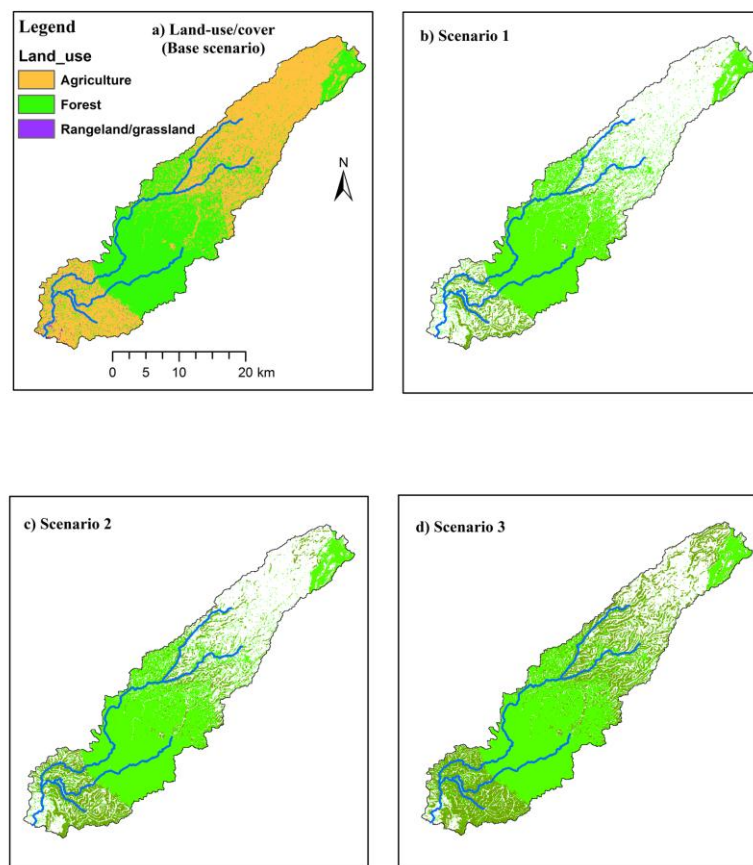 Legend
a) Land-use/cover
(Base scenario)
Land_use
Agriculture
Forest
Rangeland/grassland
N
0 5 10 20 km
b) Scenario 1
c) Scenario 2
d) Scenario 3